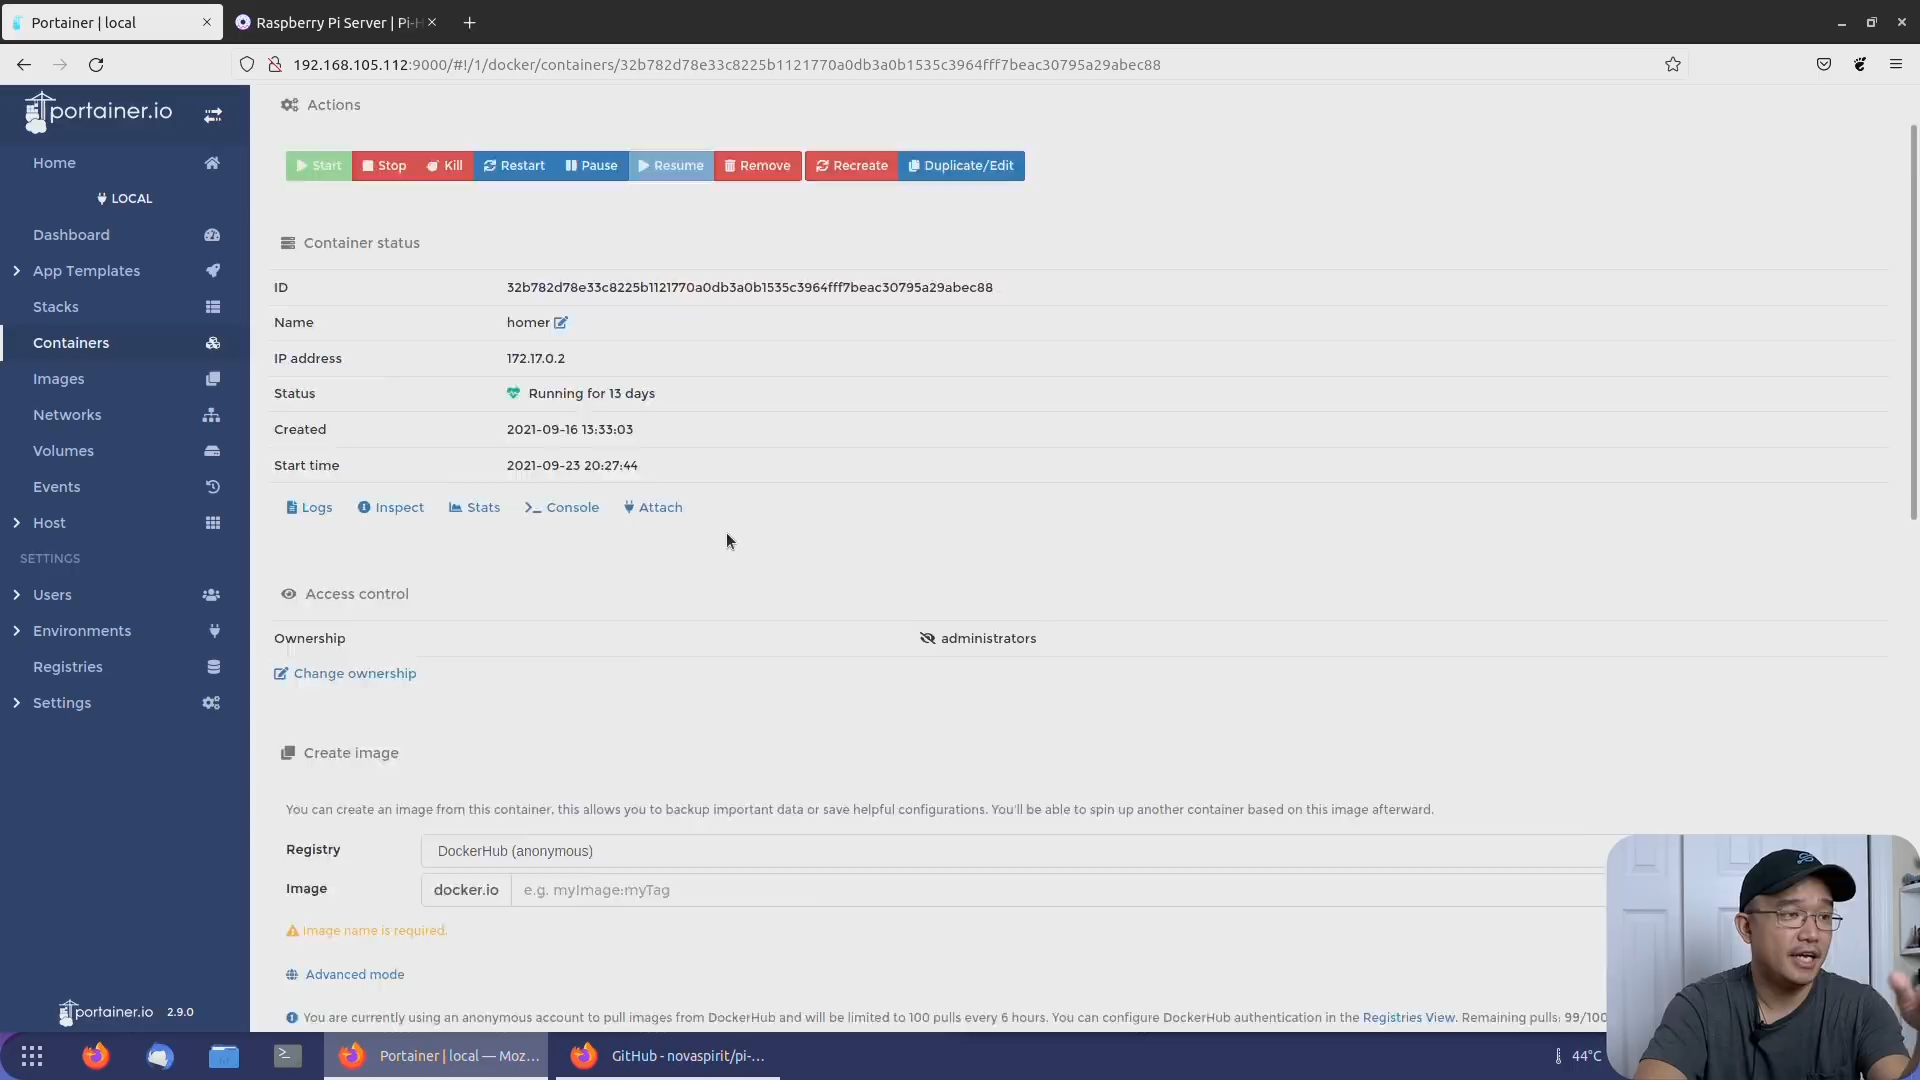 Portainer | local
Raspberry Pi Server | Pi-H
192.168.105.112:9000/#!/1/docker/containers/32b782d78e33c8225b1121770a0db3a0b1535c3964fff7beac30795a29abec88
portainer.io
Home
LOCAL
Dashboard
App Templates
Stacks
Containers
Images
Networks
Volumes
Events
Host
SETTINGS
Users
Environments
Registries
Settings
portainer.io 2.9.0
Actions
Start Stop Kill Restart Pause Resume Remove Recreate Duplicate/Edit
Container status
ID 32b782d78e33c8225b1121770a0db3a0b1535c3964fff7beac30795a29abec88
Name homer
IP address 172.17.0.2
Status Running for 13 days
Created 2021-09-16 13:33:03
Start time 2021-09-23 20:27:44
Logs Inspect Stats Console Attach
Access control
Ownership administrators
Change ownership
Create image
You can create an image from this container, this allows you to backup important data or save helpful configurations. You'll be able to spin up another container based on this image afterward.
Registry DockerHub (anonymous)
Image docker.io e.g. myImage:myTag
Image name is required.
Advanced mode
You are currently using an anonymous account to pull images from DockerHub and will be limited to 100 pulls every 6 hours. You can configure DockerHub authentication in the Registries View. Remaining pulls: 99/100
Portainer | local — Moz...
GitHub - novaspirit/pi-...
44°C